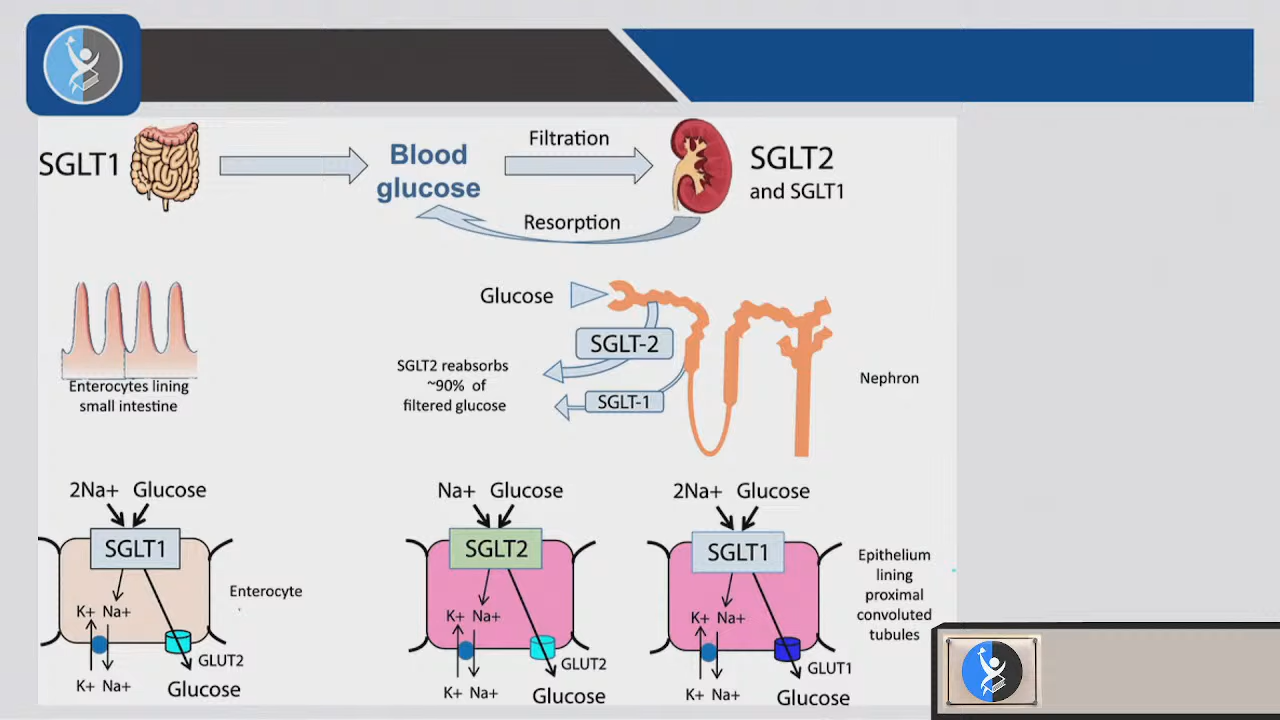 SGLT1
Blood
glucose
Filtration
Resorption
SGLT2
and SGLT1
Enterocytes lining
small intestine
Glucose
SGLT-2
SGLT2 reabsorbs
~90% of
filtered glucose
SGLT-1
Nephron
2Na+ Glucose
SGLT1
K+ Na+
GLUT2
K+ Na+
Glucose
Enterocyte
Na+ Glucose
SGLT2
K+ Na+
GLUT2
K+ Na+
Glucose
2Na+ Glucose
SGLT1
K+ Na+
GLUT1
K+ Na+
Glucose
Epithelium
lining
proximal
convoluted
tubules